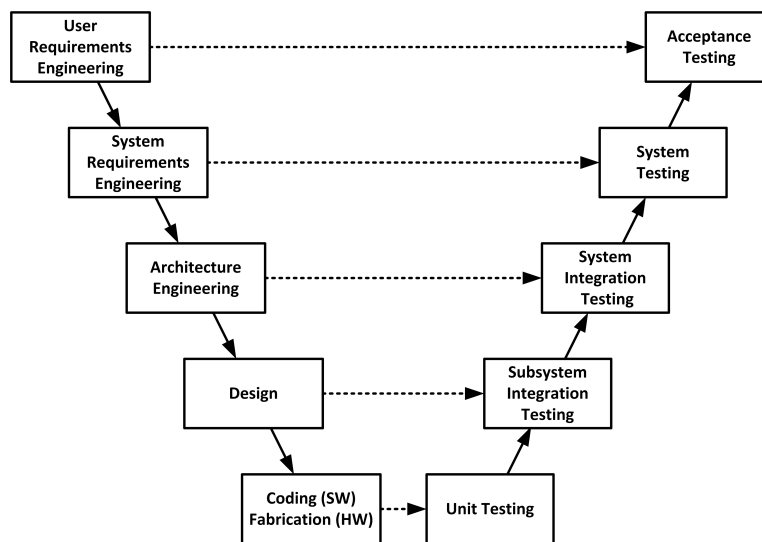 User
Requirements
Engineering
Acceptance
Testing
System
Requirements
Engineering
System
Testing
Architecture
Engineering
System
Integration
Testing
Design
Subsystem
Integration
Testing
Coding (SW)
Fabrication (HW)
Unit Testing